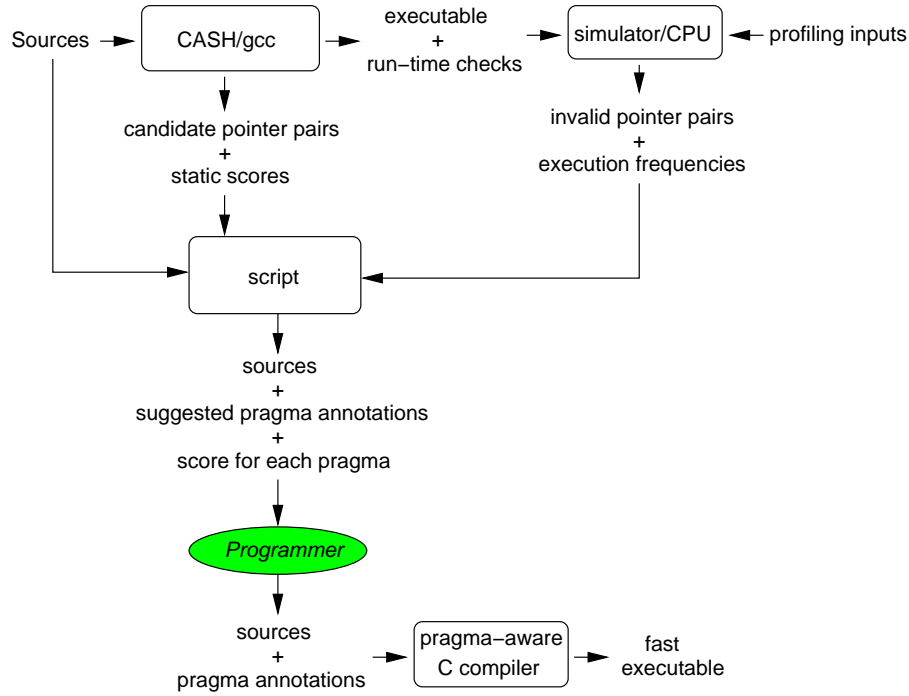 Sources
CASH/gcc
executable
+
run−time checks
simulator/CPU
profiling inputs
candidate pointer pairs
+
static scores
invalid pointer pairs
+
execution frequencies
script
sources
+
suggested pragma annotations
+
score for each pragma
Programmer
sources
+
pragma annotations
pragma−aware
C compiler
fast
executable